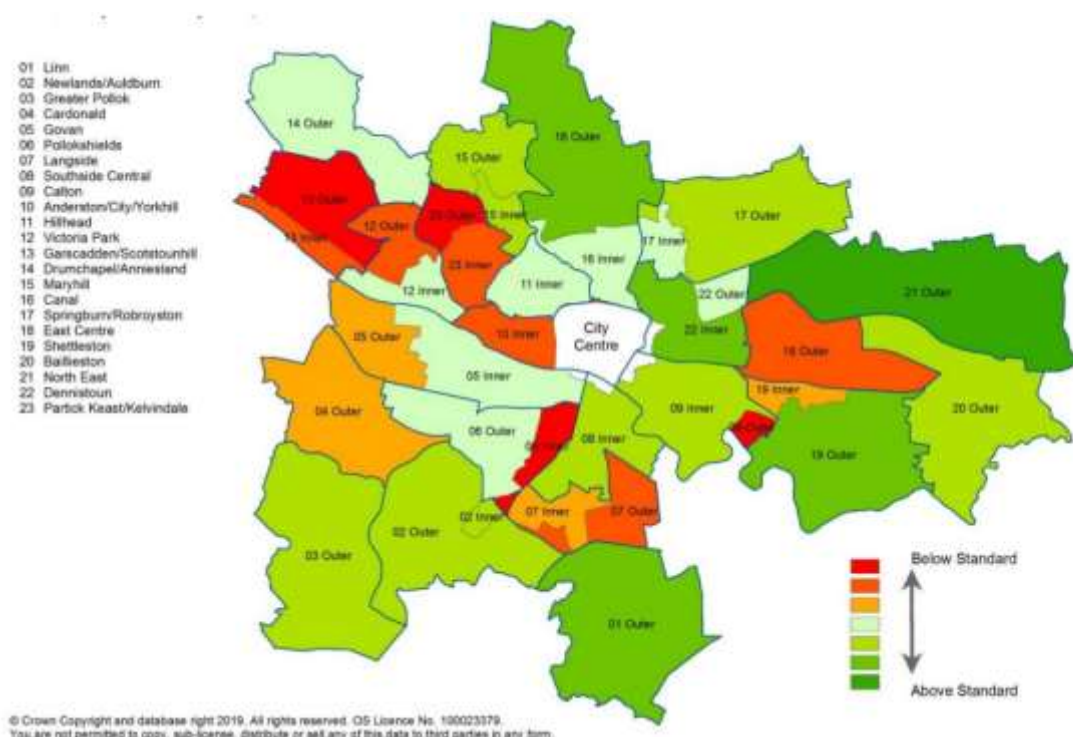 01 Linn
02 Newlands/Auldburn
03 Greater Pollok
04 Cardonald
05 Govan
06 Pollokshields
07 Langside
08 Southside Central
09 Calton
10 Anderston/City/Yorkhill
11 Hillhead
12 Victoria Park
13 Garscadden/Scotstounhill
14 Drumchapel/Anniesland
15 Maryhill
16 Canal
17 Springburn/Robroyston
18 East Centre
19 Shettleston
20 Baillieston
21 North East
22 Dennistoun
23 Partick Keast/Kelvindale
14 Outer
15 Outer
16 Outer
13 Outer
12 Outer
23 Outer
15 Inner
17 Outer
13 Inner
23 Inner
12 Inner
11 Inner
16 Inner
17 Inner
22 Outer
21 Outer
05 Outer
10 Inner
City
Centre
22 Inner
18 Outer
05 Inner
19 Inner
04 Outer
06 Outer
08 Inner
09 Inner
20 Outer
19 Outer
02 Inner
07 Inner
07 Outer
03 Outer
02 Outer
01 Outer
Below Standard
Above Standard
© Crown Copyright and database right 2019. All rights reserved. OS Licence No. 100023379.
You are not permitted to copy, sub-license, distribute or sell any of this data to third parties in any form.